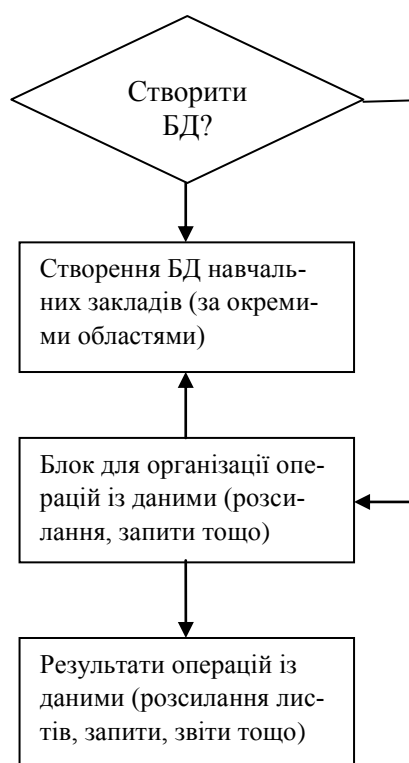 Створити
БД?
Створення БД навчаль-
них закладів (за окреми-
ми областями)
Блок для організації опе-
рацій із даними (розси-
лання, запити тощо)
Результати операцій із
даними (розсилання лис-
тів, запити, звіти тощо)